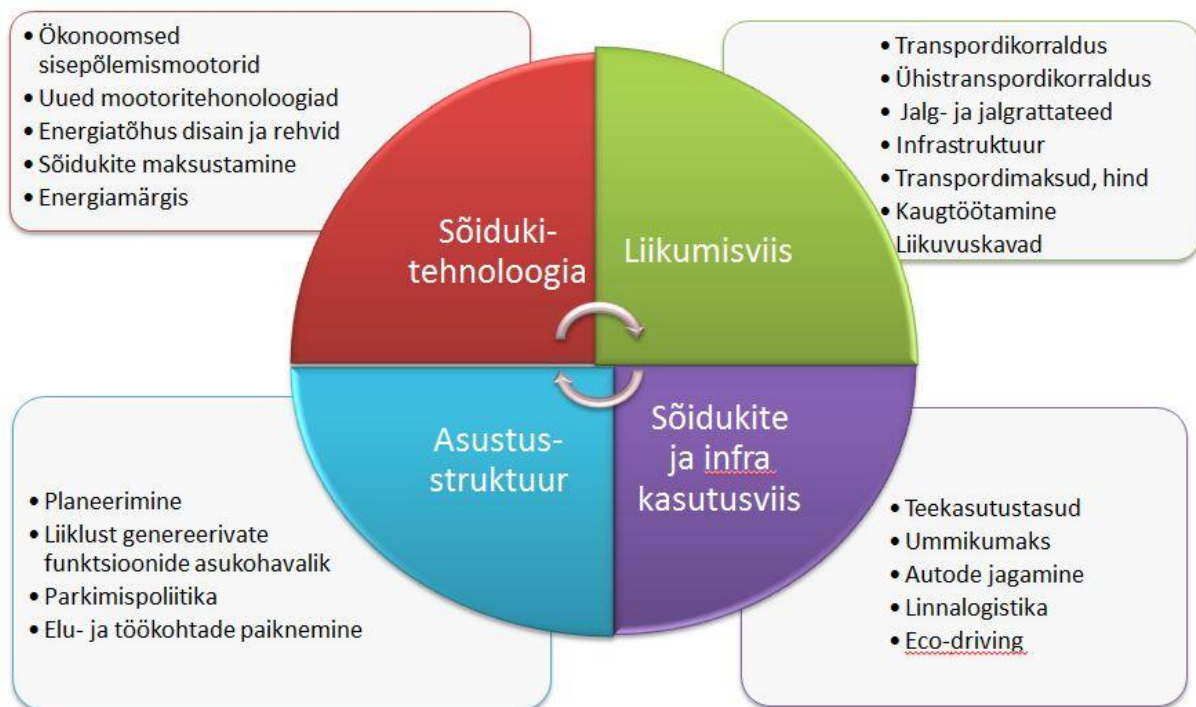 • Ökonoomsed
sisepõlemismootorid
• Uued mootoritehonoloogiad
• Energiatõhus disain ja rehvid
• Sõidukite maksustamine
• Energiamärgis
• Transpordikorraldus
• Ühistranspordikorraldus
• Jalg- ja jalgrattateed
• Infrastruktuur
• Transpordimaksud, hind
• Kaugtöötamine
Liikuvuskavad
Sõiduki-
tehnoloogia
Liikumisviis
Asustus-
struktuur
Sõidukite
ja infra
kasutusviis
• Planeerimine
• Liiklust genereerivate
funktsioonide asukohavalik
• Parkimispoliitika
• Elu- ja töökohtade paiknemine
• Teekasutustasud
• Ummikumaks
• Autode jagamine
• Linnalogistika
• Eco-driving